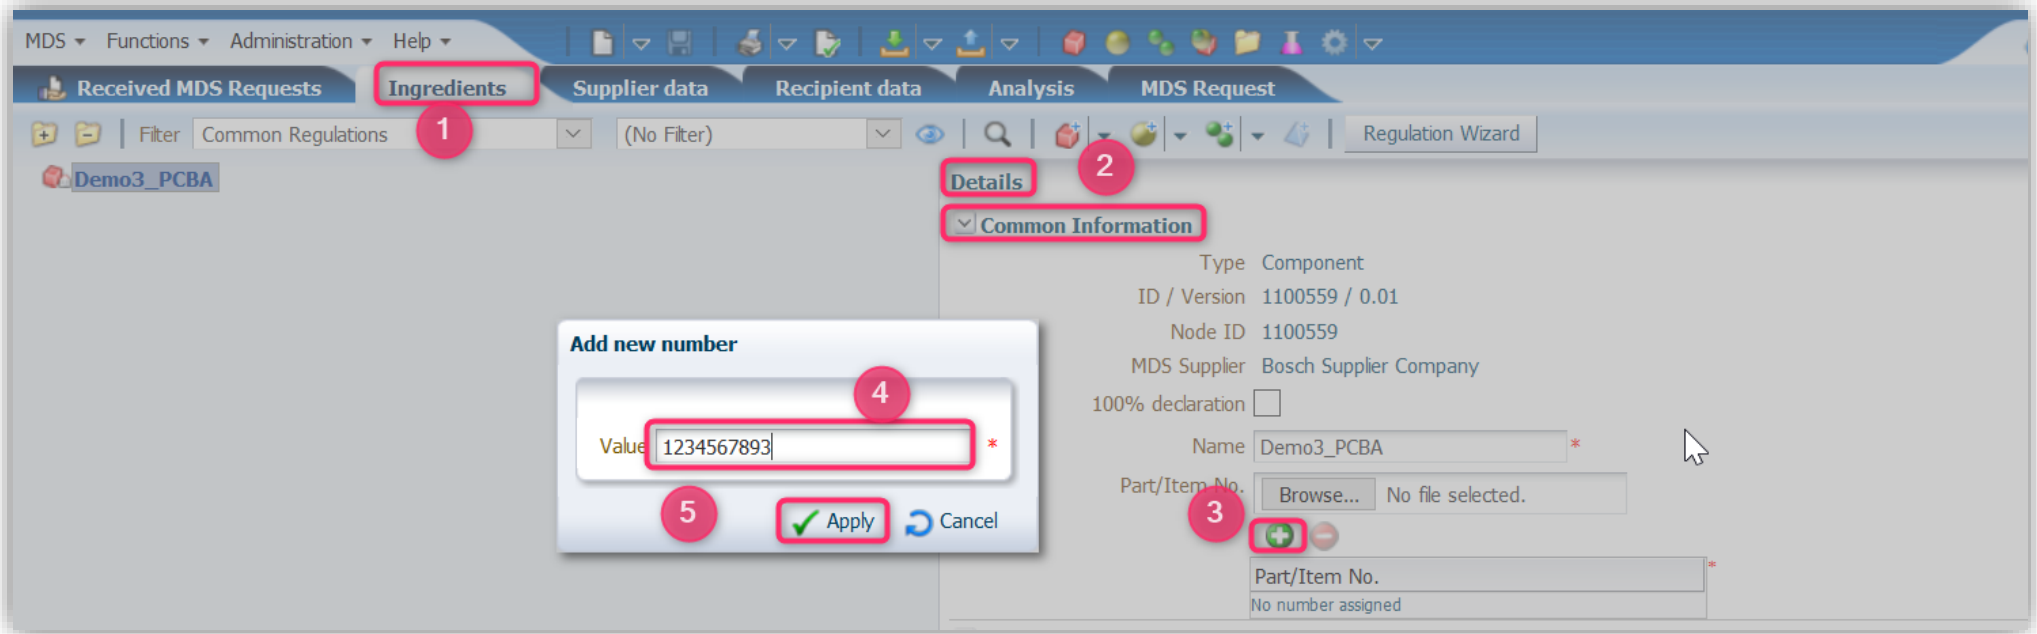 MDS Functions Administration Help
Received MDS Requests Ingredients Supplier data Recipient data Analysis MDS Request
1
Filter Common Regulations (No Filter) Regulation Wizard
2
Demo3_PCBA
Details
Common Information
Type Component
ID / Version 1100559 / 0.01
Node ID 1100559
MDS Supplier Bosch Supplier Company
100% declaration
Name Demo3_PCBA *
Part/Item No. Browse... No file selected.
3
Part/Item No. *
No number assigned
Add new number
4
Value 1234567893 *
5
Apply Cancel